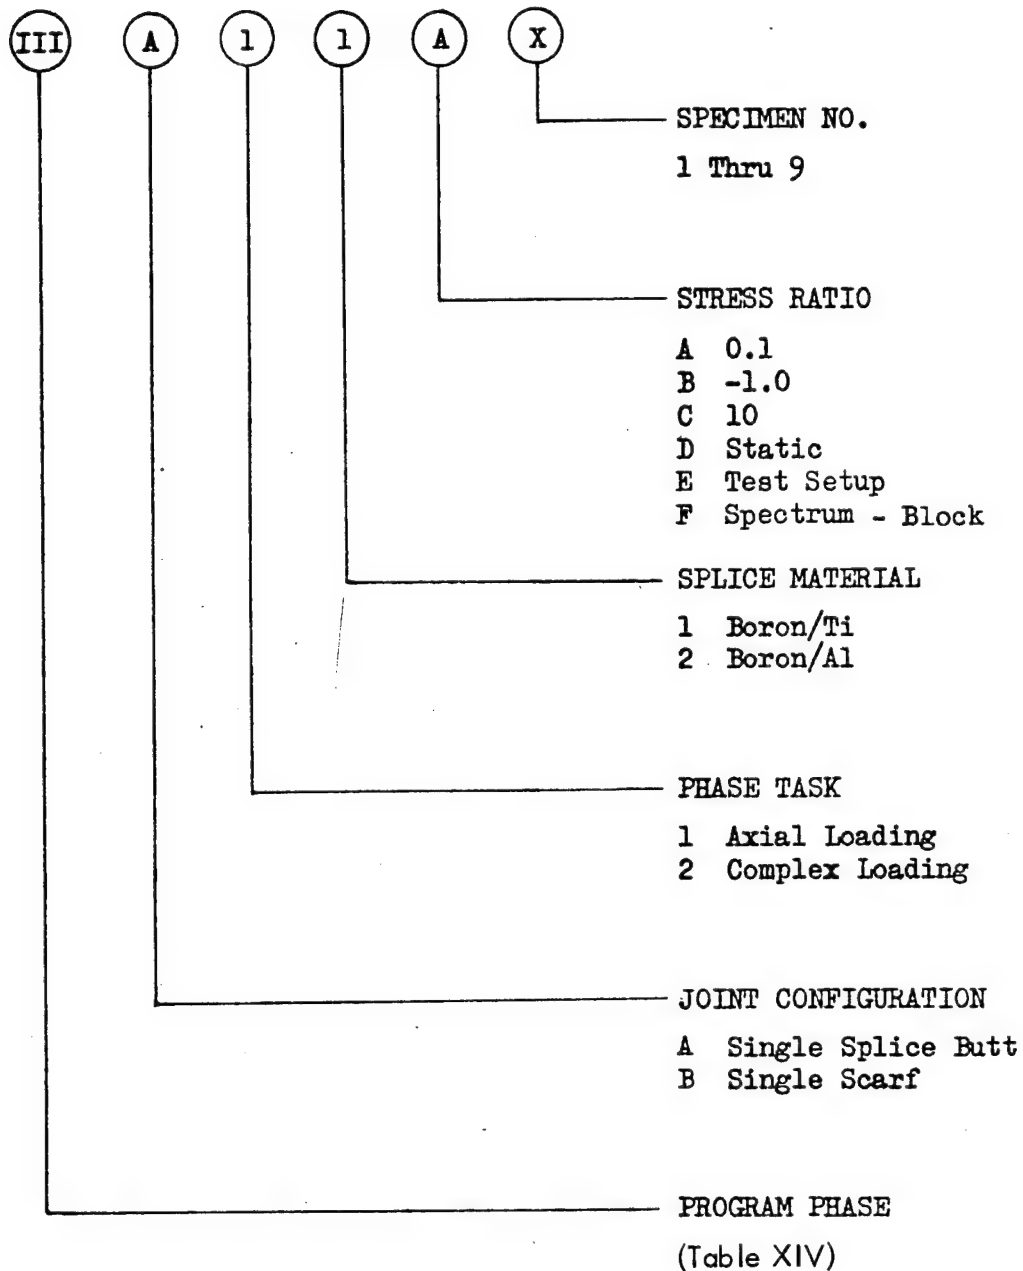 III A 1 1 A X
SPECIMEN NO.
1 Thru 9
STRESS RATIO
A 0.1
B -1.0
C 10
D Static
E Test Setup
F Spectrum - Block
SPLICE MATERIAL
1 Boron/Ti
2 Boron/Al
PHASE TASK
1 Axial Loading
2 Complex Loading
JOINT CONFIGURATION
A Single Splice Butt
B Single Scarf
PROGRAM PHASE
(Table XIV)